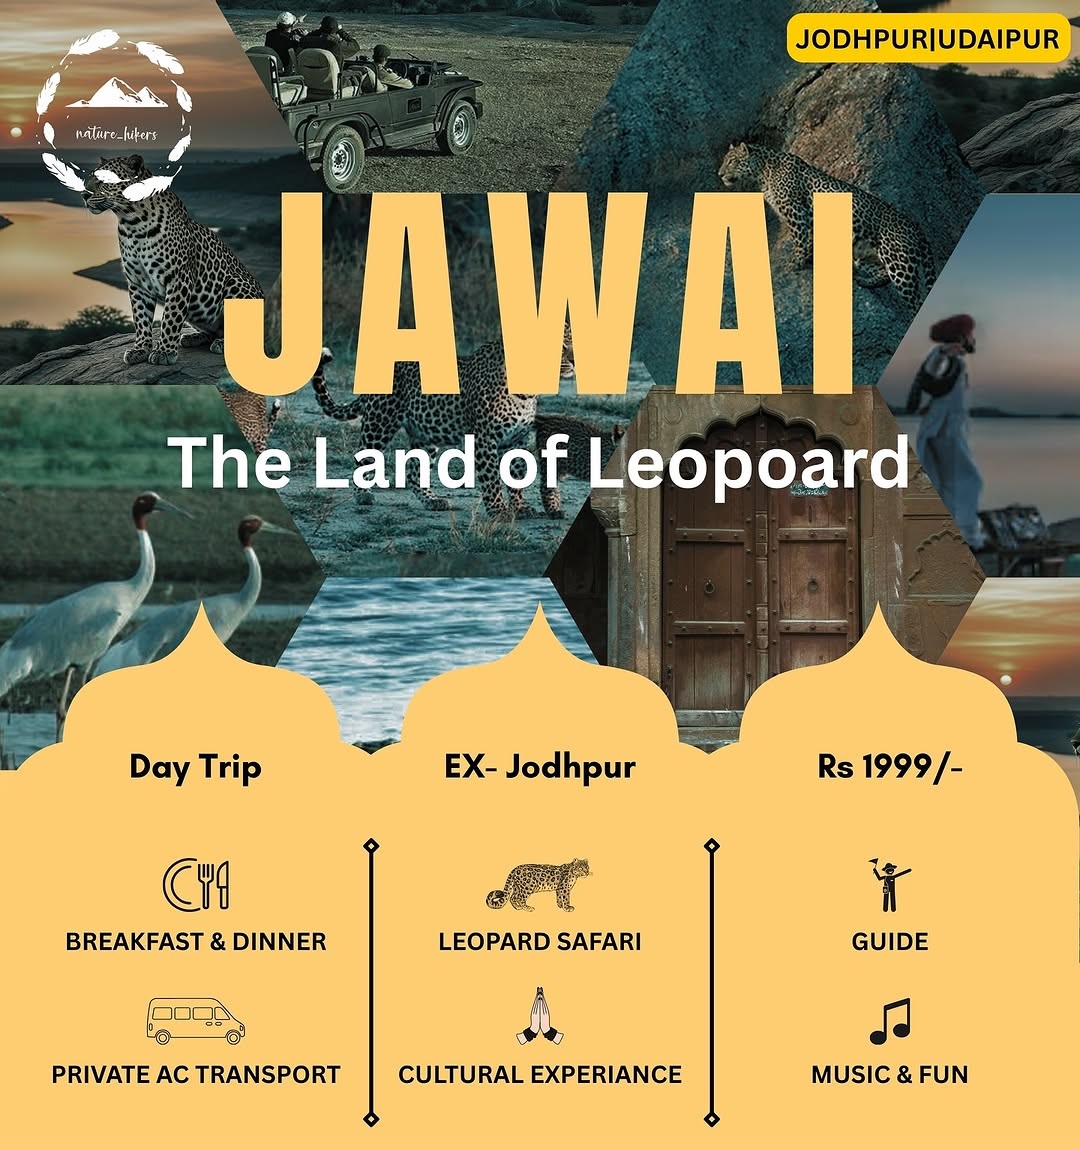 JODHPUR|UDAIPUR
nature_hikers
JAWAI
The Land of Leopoard
Day Trip
EX- Jodhpur
Rs 1999/-
BREAKFAST & DINNER
LEOPARD SAFARI
GUIDE
PRIVATE AC TRANSPORT
CULTURAL EXPERIANCE
MUSIC & FUN